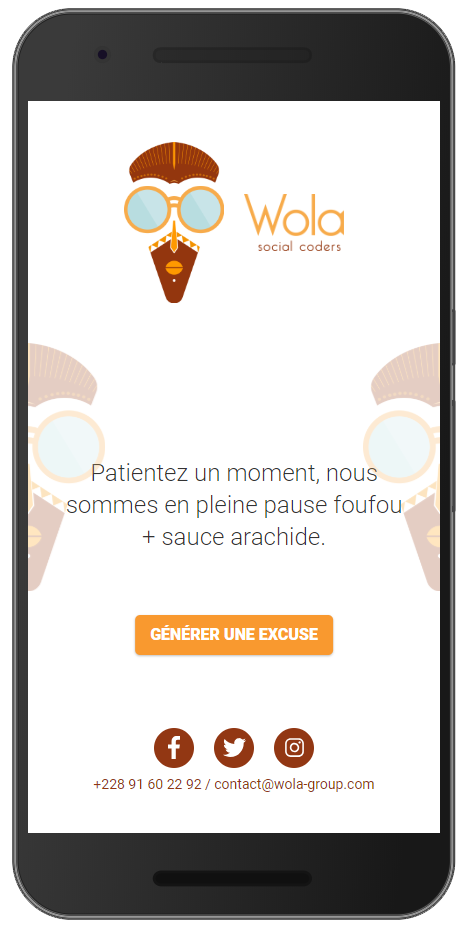 Wola
social coders
Patientez un moment, nous
sommes en pleine pause foufou
+ sauce arachide.
GÉNÉRER UNE EXCUSE
+228 91 60 22 92 / contact@wola-group.com